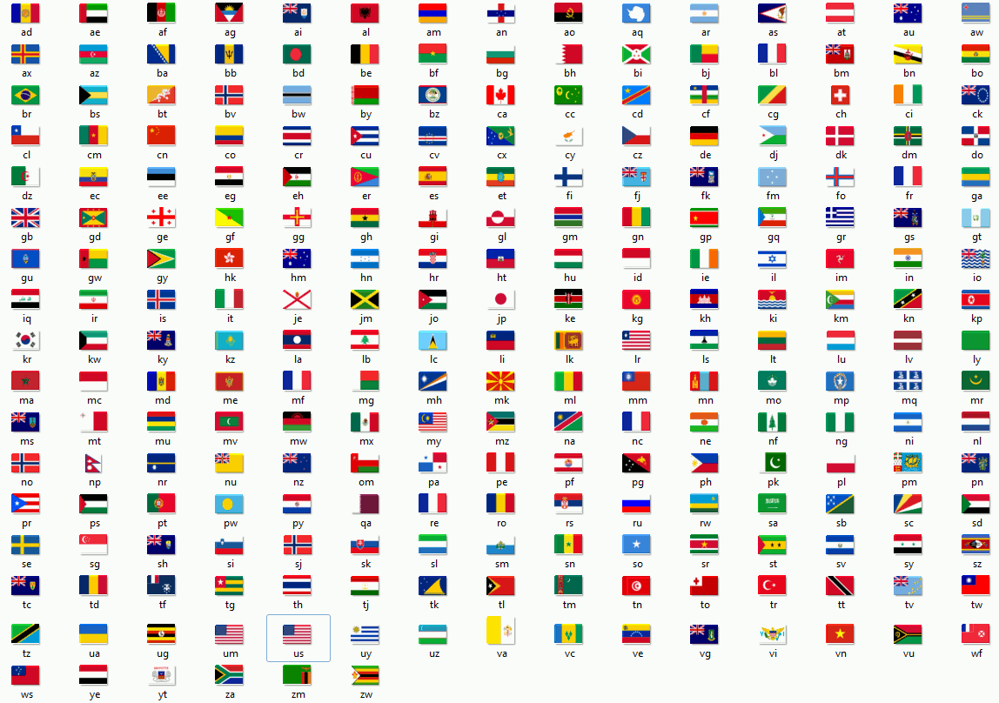 ad ae af ag ai al am an ao aq ar as at au aw
ax az ba bb bd be bf bg bh bi bj bl bm bn bo
br bs bt bv bw by bz ca cc cd cf cg ch ci ck
cl cm cn co cr cu cv cx cy cz de dj dk dm do
dz ec ee eg eh er es et fi fj fk fm fo fr ga
gb gd ge gf gg gh gi gl gm gn gp gq gr gs gt
gu gw gy hk hm hn hr ht hu id ie il im in io
iq ir is it je jm jo jp ke kg kh ki km kn kp
kr kw ky kz la lb lc li lk lr ls lt lu lv ly
ma mc md me mf mg mh mk ml mm mn mo mp mq mr
ms mt mu mv mw mx my mz na nc ne nf ng ni nl
no np nr nu nz om pa pe pf pg ph pk pl pm pn
pr ps pt pw py qa re ro rs ru rw sa sb sc sd
se sg sh si sj sk sl sm sn so sr st sv sy sz
tc td tf tg th tj tk tl tm tn to tr tt tv tw
tz ua ug um us uy uz va vc ve vg vi vn vu wf
ws ye yt za zm zw